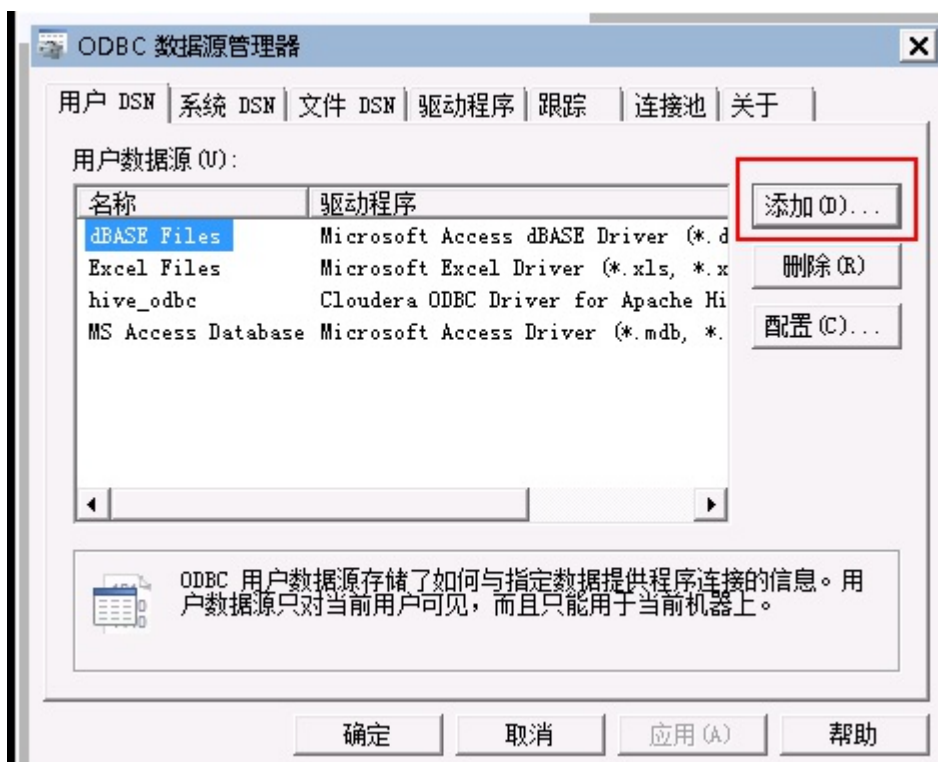 ODBC 数据源管理器
用户 DSN 系统 DSN 文件 DSN 驱动程序 跟踪 连接池 关于
用户数据源(U):
名称 驱动程序
添加(D)...
dBASE Files Microsoft Access dBASE Driver (*.d
Excel Files Microsoft Excel Driver (*.xls, *.x
删除(R)
hive_odbc Cloudera ODBC Driver for Apache Hi
MS Access Database Microsoft Access Driver (*.mdb, *.
配置(C)...
ODBC 用户数据源存储了如何与指定数据提供程序连接的信息。用
户数据源只对当前用户可见，而且只能用于当前机器上。
确定 取消 应用(A) 帮助